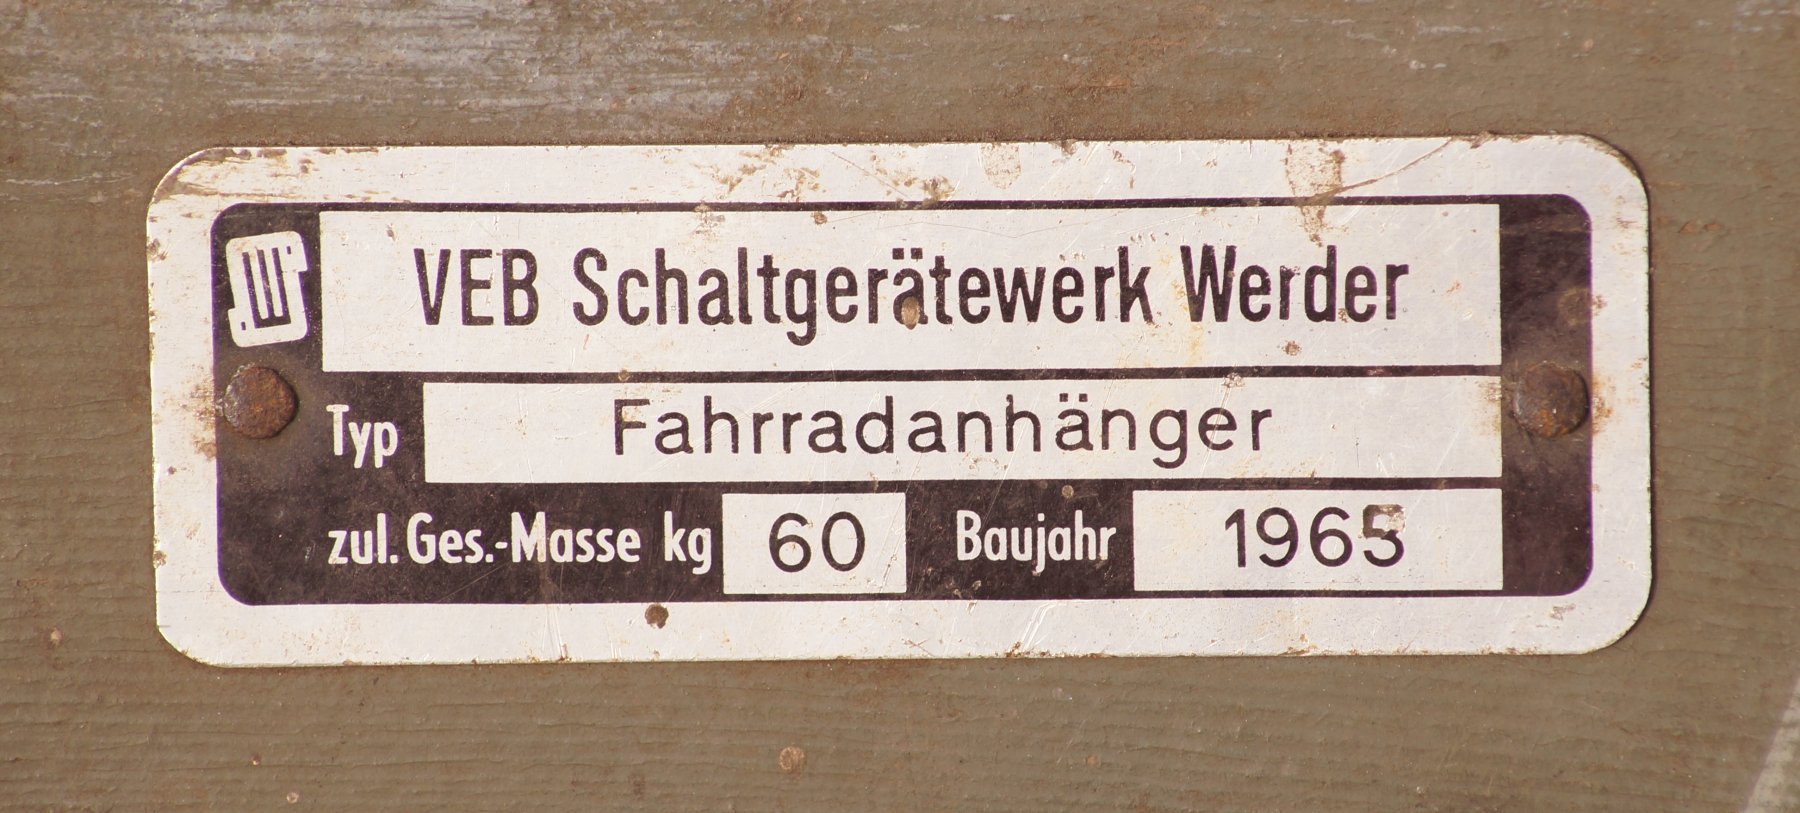 VEB Schaltgerätewerk Werder
Typ Fahrradanhänger
zul. Ges.-Masse kg 60 Baujahr 1965